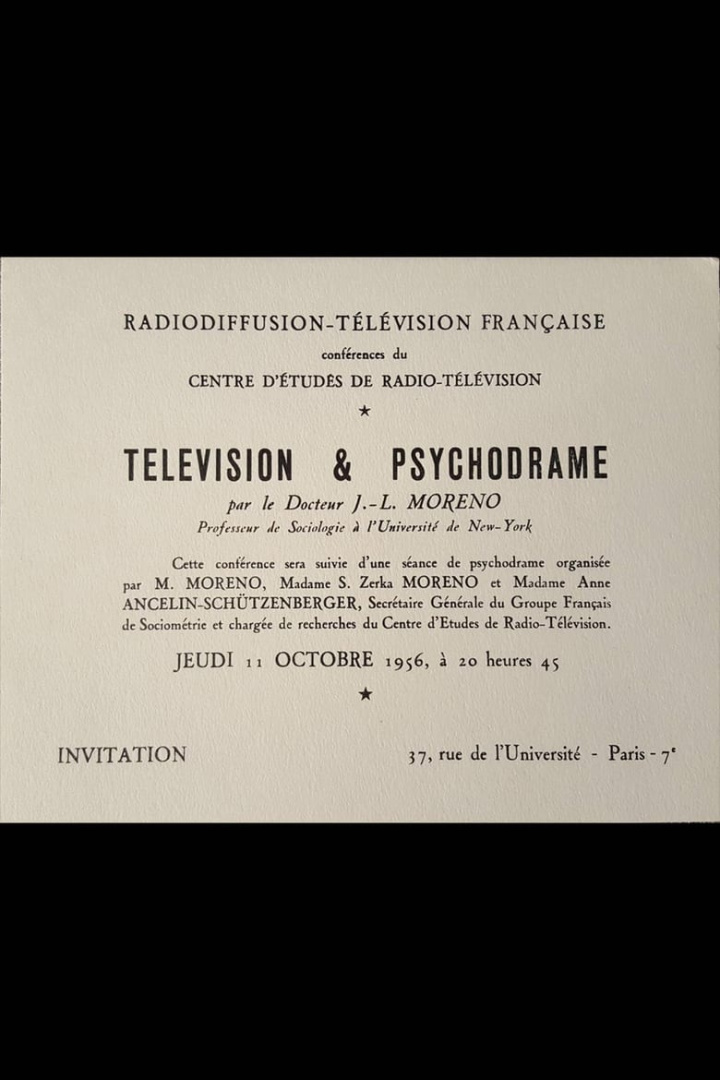 RADIODIFFUSION-TÉLÉVISION FRANÇAISE
conférences du
CENTRE D'ÉTUDES DE RADIO-TÉLÉVISION
★
TELEVISION & PSYCHODRAME
par le Docteur J.-L. MORENO
Professeur de Sociologie à l'Université de New-York
Cette conférence sera suivie d'une séance de psychodrame organisée
par M. MORENO, Madame S. Zerka MORENO et Madame Anne
ANCELIN-SCHÜTZENBERGER, Secrétaire Générale du Groupe Français
de Sociométrie et chargée de recherches du Centre d'Etudes de Radio-Télévision.
JEUDI 11 OCTOBRE 1956, à 20 heures 45
★
INVITATION 37, rue de l'Université - Paris - 7e